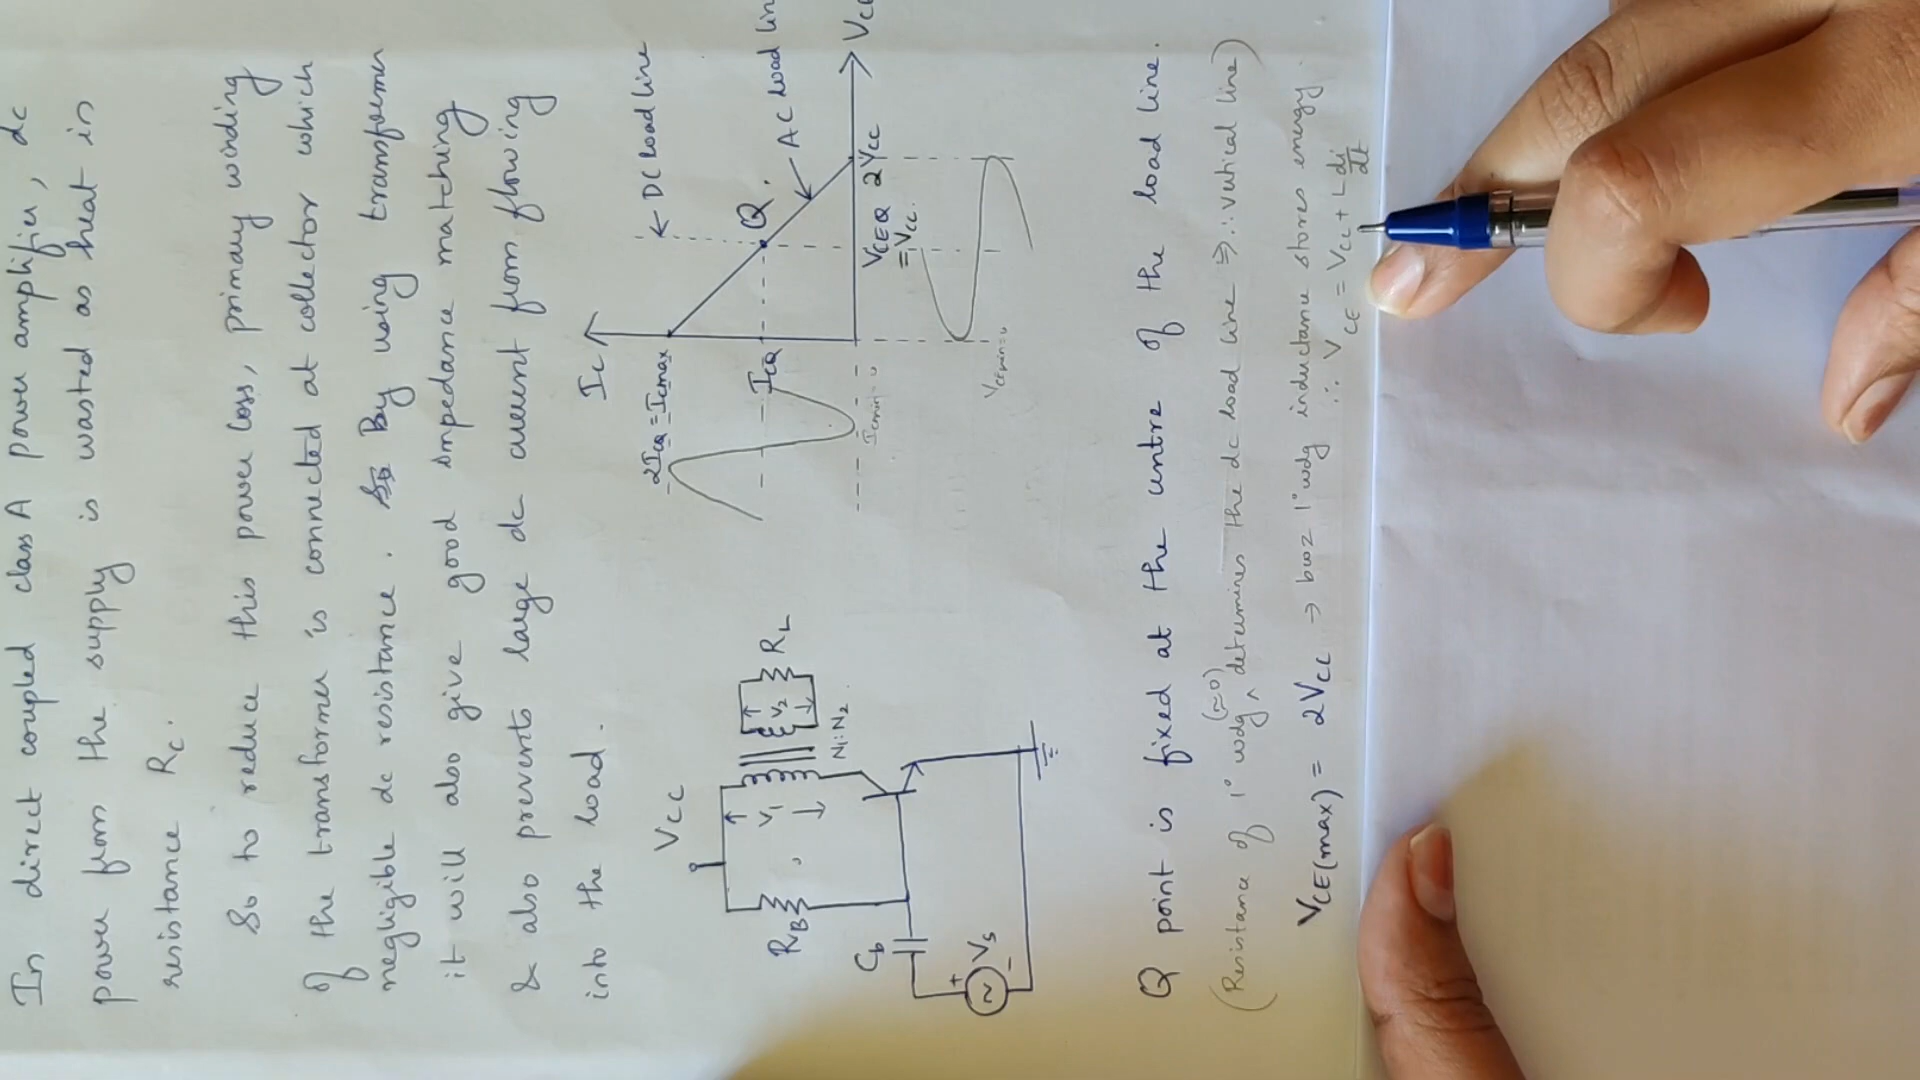 In direct coupled class A power amplifier, dc
power from the supply is wasted as heat in
resistance Rc.
So to reduce this power loss, primary winding
of the transformer is connected at collector which
negligible dc resistance. By using transformer
it will also give good impedance matching
& also prevents large dc current from flowing
into the load.
VCC
RB
V1
V2
RL
N1:N2
Cb
+
VS
-
~
IC
2ICQ = ICmax
ICQ
ICmin = 0
← DC load line
Q
AC load line
VCE
VCEQ
= VCC.
2VCC
VCEmin = 0
Q point is fixed at the centre of the load line.
(Resistance of 1° wdg (≈0) determines the dc load line ⇒ ∴ vertical line)
VCE(max) = 2VCC → bcoz 1° wdg inductance stores energy.
∴ VCE = VCC + L di/dt